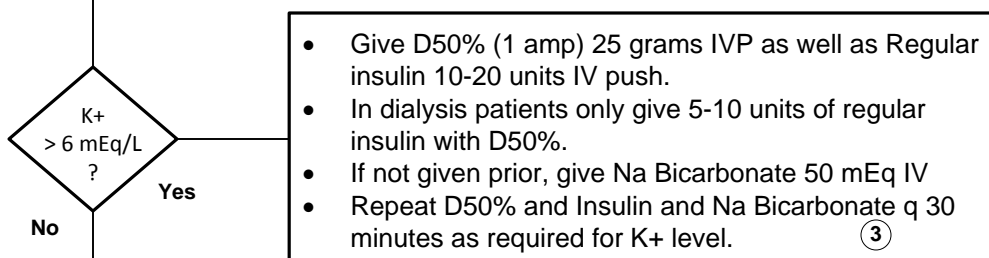 K+
> 6 mEq/L
?
Yes
No
• Give D50% (1 amp) 25 grams IVP as well as Regular
insulin 10-20 units IV push.
• In dialysis patients only give 5-10 units of regular
insulin with D50%.
• If not given prior, give Na Bicarbonate 50 mEq IV
• Repeat D50% and Insulin and Na Bicarbonate q 30
minutes as required for K+ level. 3